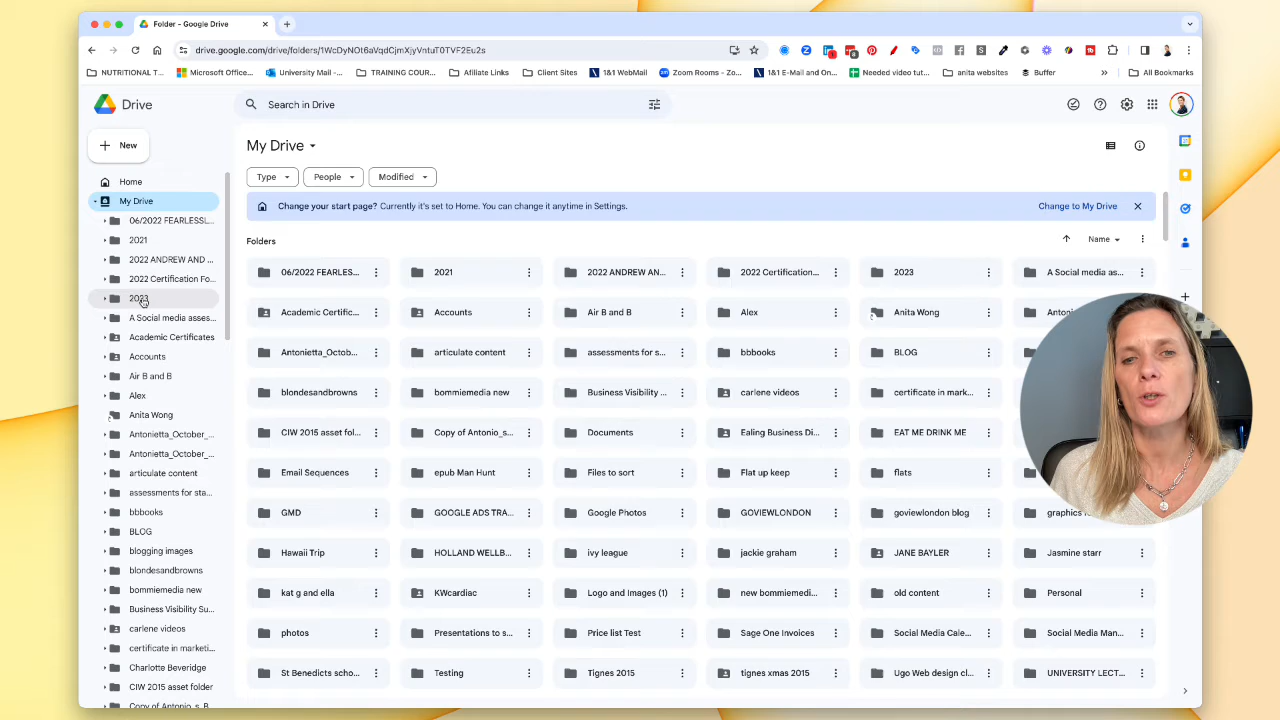 Folder - Google Drive
drive.google.com/drive/folders/1WcDyNOt6aVqdCjmXjyVntuT0TVF2Eu2s
NUTRITIONAL T...
Microsoft Office...
University Mail -...
TRAINING COUR...
Afiliate Links
Client Sites
1&1 WebMail
Zoom Rooms - Zo...
1&1 E-Mail and On...
Needed video tut...
anita websites
Buffer
All Bookmarks
Drive
Search in Drive
New
My Drive
Type
People
Modified
Change your start page? Currently it's set to Home. You can change it anytime in Settings.
Change to My Drive
Folders
Name
Home
My Drive
06/2022 FEARLESSL...
2021
2022 ANDREW AND ...
2022 Certification Fo...
2023
A Social media asses...
Academic Certificates
Accounts
Air B and B
Alex
Anita Wong
Antonietta_October_...
Antonietta_October_...
articulate content
assessments for sta...
bbbooks
BLOG
blogging images
blondesandbrowns
bommiemedia new
Business Visibility Su...
carlene videos
certificate in marketi...
Charlotte Beveridge
CIW 2015 asset folder
Copy of Antonio_s_B...
06/2022 FEARLES...
2021
2022 ANDREW AN...
2022 Certification...
2023
A Social media as...
Academic Certific...
Accounts
Air B and B
Alex
Anita Wong
Antonietta_Octob...
articulate content
assessments for s...
bbbooks
BLOG
blondesandbrowns
bommiemedia new
Business Visibility ...
carlene videos
certificate in mark...
CIW 2015 asset fol...
Copy of Antonio_s...
Documents
Ealing Business Di...
EAT ME DRINK ME
Email Sequences
epub Man Hunt
Files to sort
Flat up keep
flats
GMD
GOOGLE ADS TRA...
Google Photos
GOVIEWLONDON
goviewlondon blog
Hawaii Trip
HOLLAND WELLB...
ivy league
jackie graham
JANE BAYLER
Jasmine starr
kat g and ella
KWcardiac
Logo and Images (1)
new bommiemedi...
old content
Personal
photos
Presentations to s...
Price list Test
Sage One Invoices
Social Media Cale...
Social Media Man...
St Benedicts scho...
Testing
Tignes 2015
tignes xmas 2015
Ugo Web design cl...
UNIVERSITY LECT...